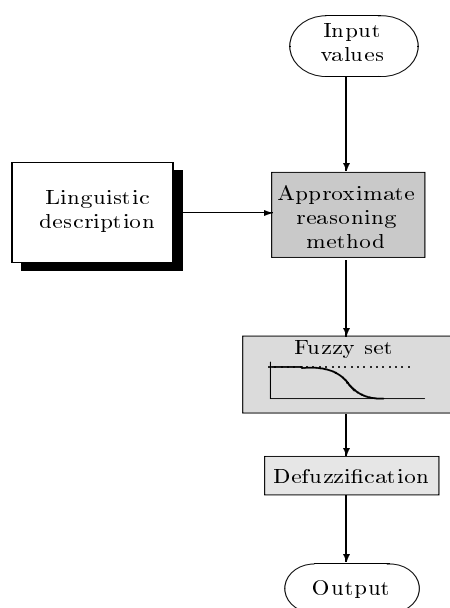 Input
values
Linguistic
description
Approximate
reasoning
method
Fuzzy set
Defuzzification
Output